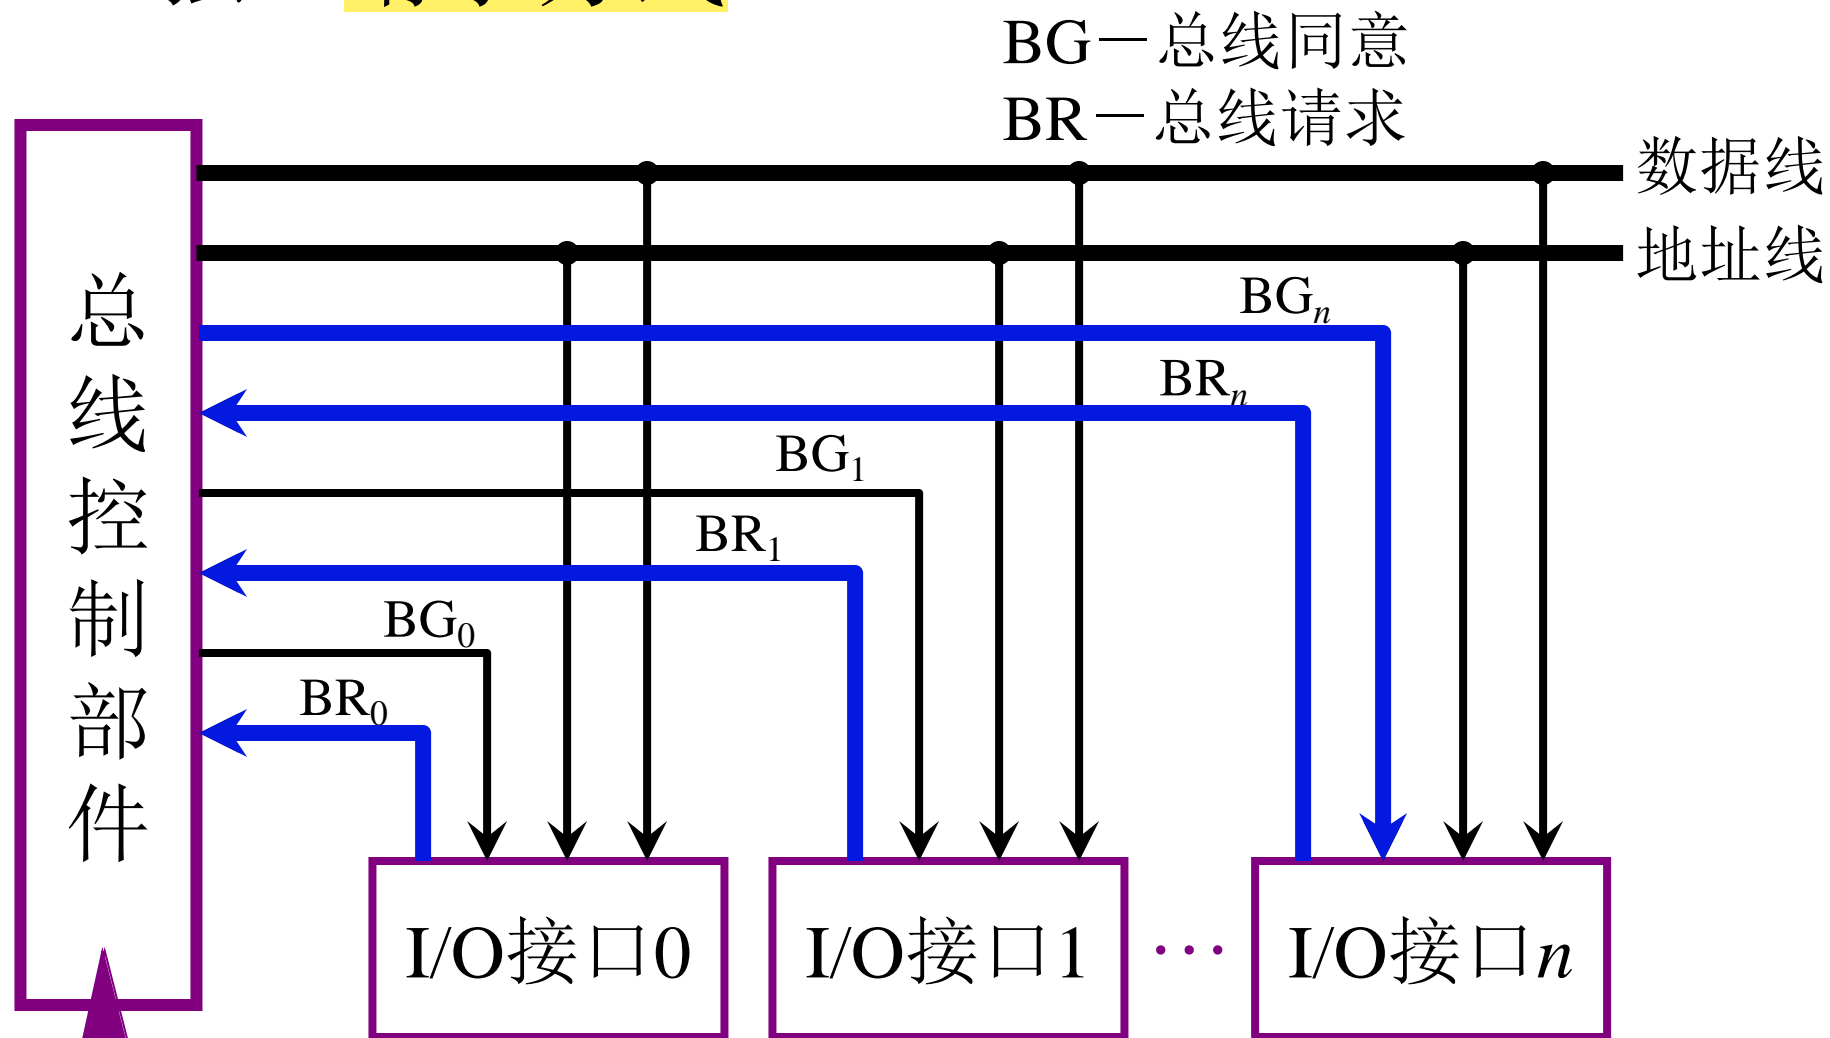 BG－总线同意
BR－总线请求
数据线
地址线
BGn
BRn
BG1
BR1
BG0
BR0
总线控制部件
I/O接口0
I/O接口1
…
I/O接口n